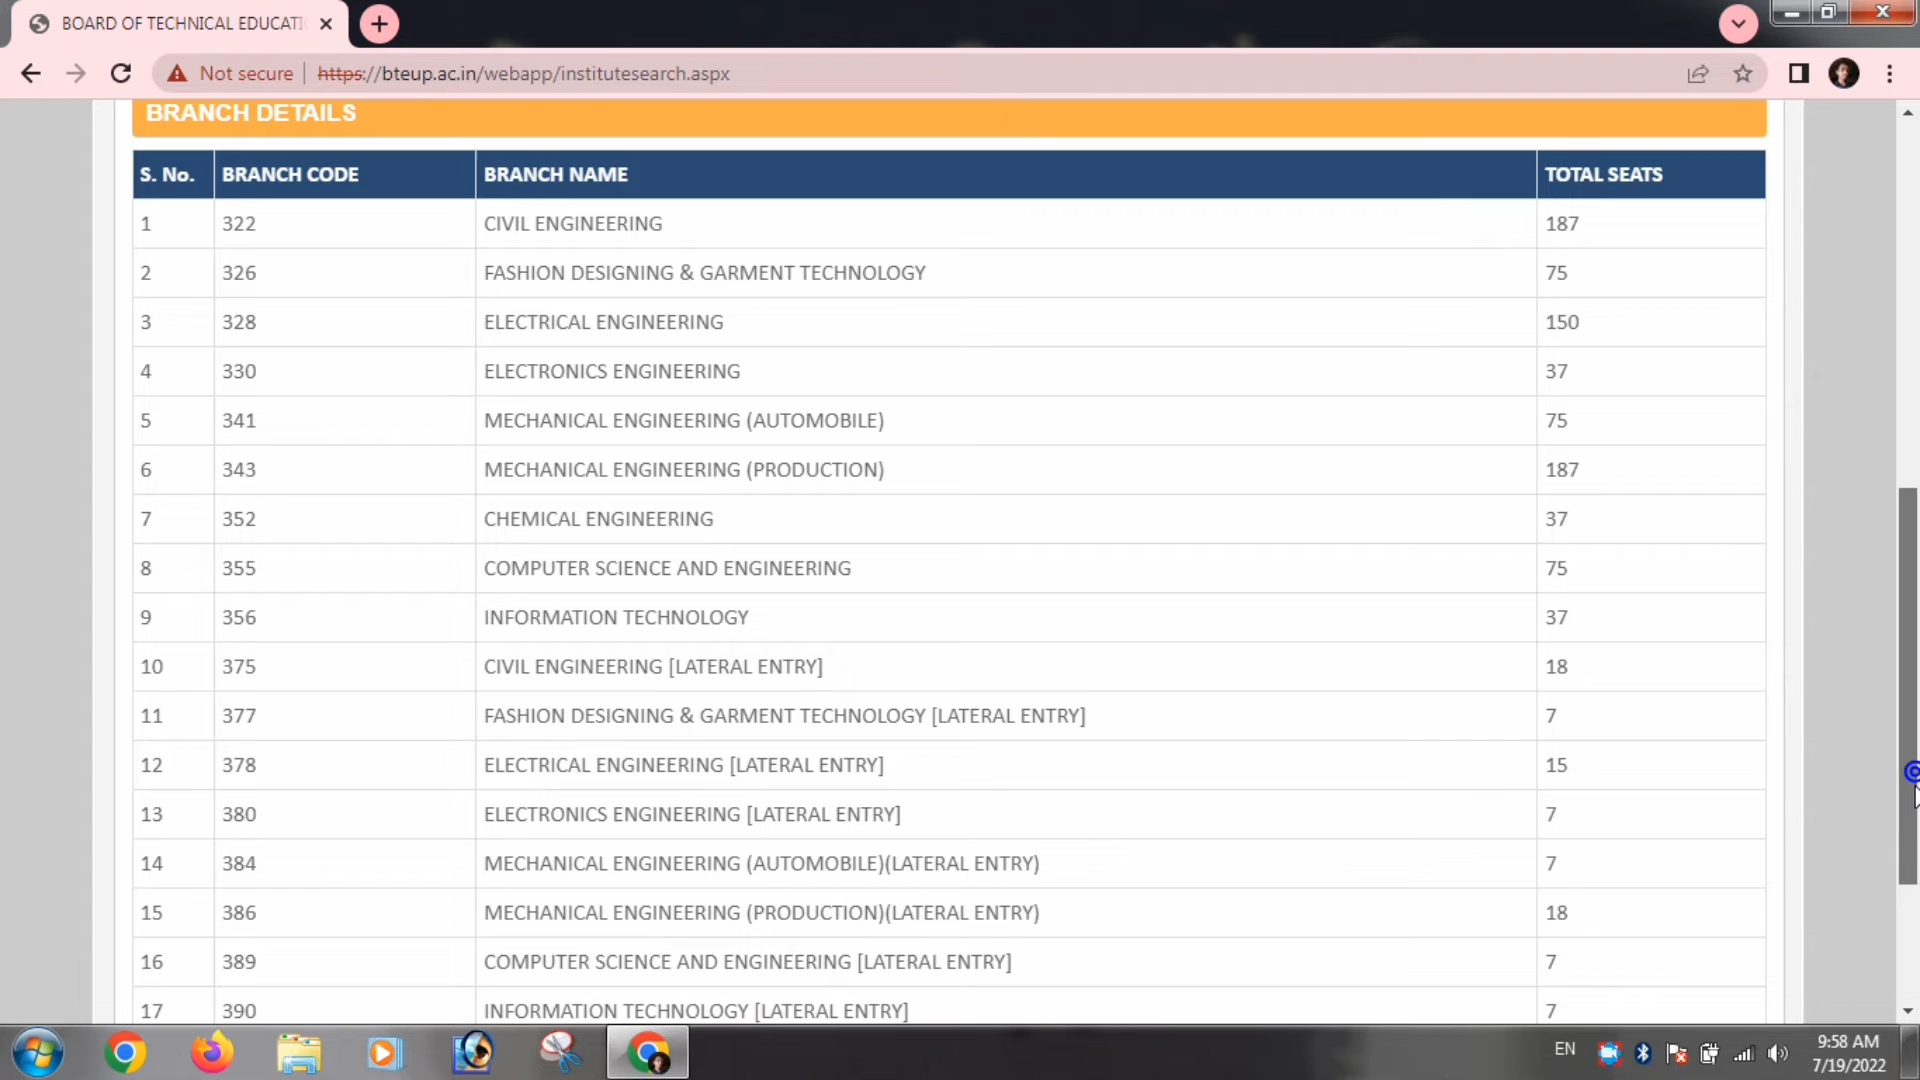 BOARD OF TECHNICAL EDUCATI
Not secure https://bteup.ac.in/webapp/institutesearch.aspx
BRANCH DETAILS
S. No. BRANCH CODE BRANCH NAME TOTAL SEATS
1 322 CIVIL ENGINEERING 187
2 326 FASHION DESIGNING & GARMENT TECHNOLOGY 75
3 328 ELECTRICAL ENGINEERING 150
4 330 ELECTRONICS ENGINEERING 37
5 341 MECHANICAL ENGINEERING (AUTOMOBILE) 75
6 343 MECHANICAL ENGINEERING (PRODUCTION) 187
7 352 CHEMICAL ENGINEERING 37
8 355 COMPUTER SCIENCE AND ENGINEERING 75
9 356 INFORMATION TECHNOLOGY 37
10 375 CIVIL ENGINEERING [LATERAL ENTRY] 18
11 377 FASHION DESIGNING & GARMENT TECHNOLOGY [LATERAL ENTRY] 7
12 378 ELECTRICAL ENGINEERING [LATERAL ENTRY] 15
13 380 ELECTRONICS ENGINEERING [LATERAL ENTRY] 7
14 384 MECHANICAL ENGINEERING (AUTOMOBILE)(LATERAL ENTRY) 7
15 386 MECHANICAL ENGINEERING (PRODUCTION)(LATERAL ENTRY) 18
16 389 COMPUTER SCIENCE AND ENGINEERING [LATERAL ENTRY] 7
17 390 INFORMATION TECHNOLOGY [LATERAL ENTRY] 7
EN 9:58 AM
7/19/2022